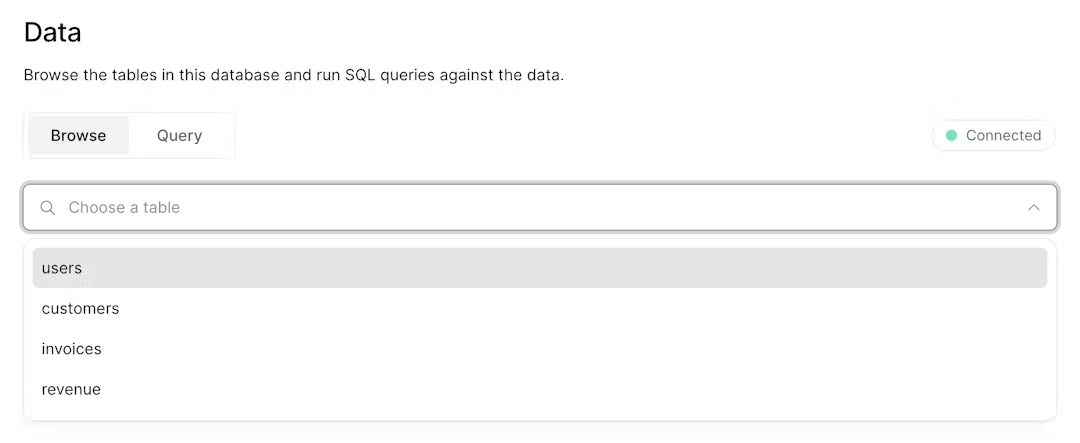 Data
Browse the tables in this database and run SQL queries against the data.
Browse Query Connected
Choose a table
users
customers
invoices
revenue